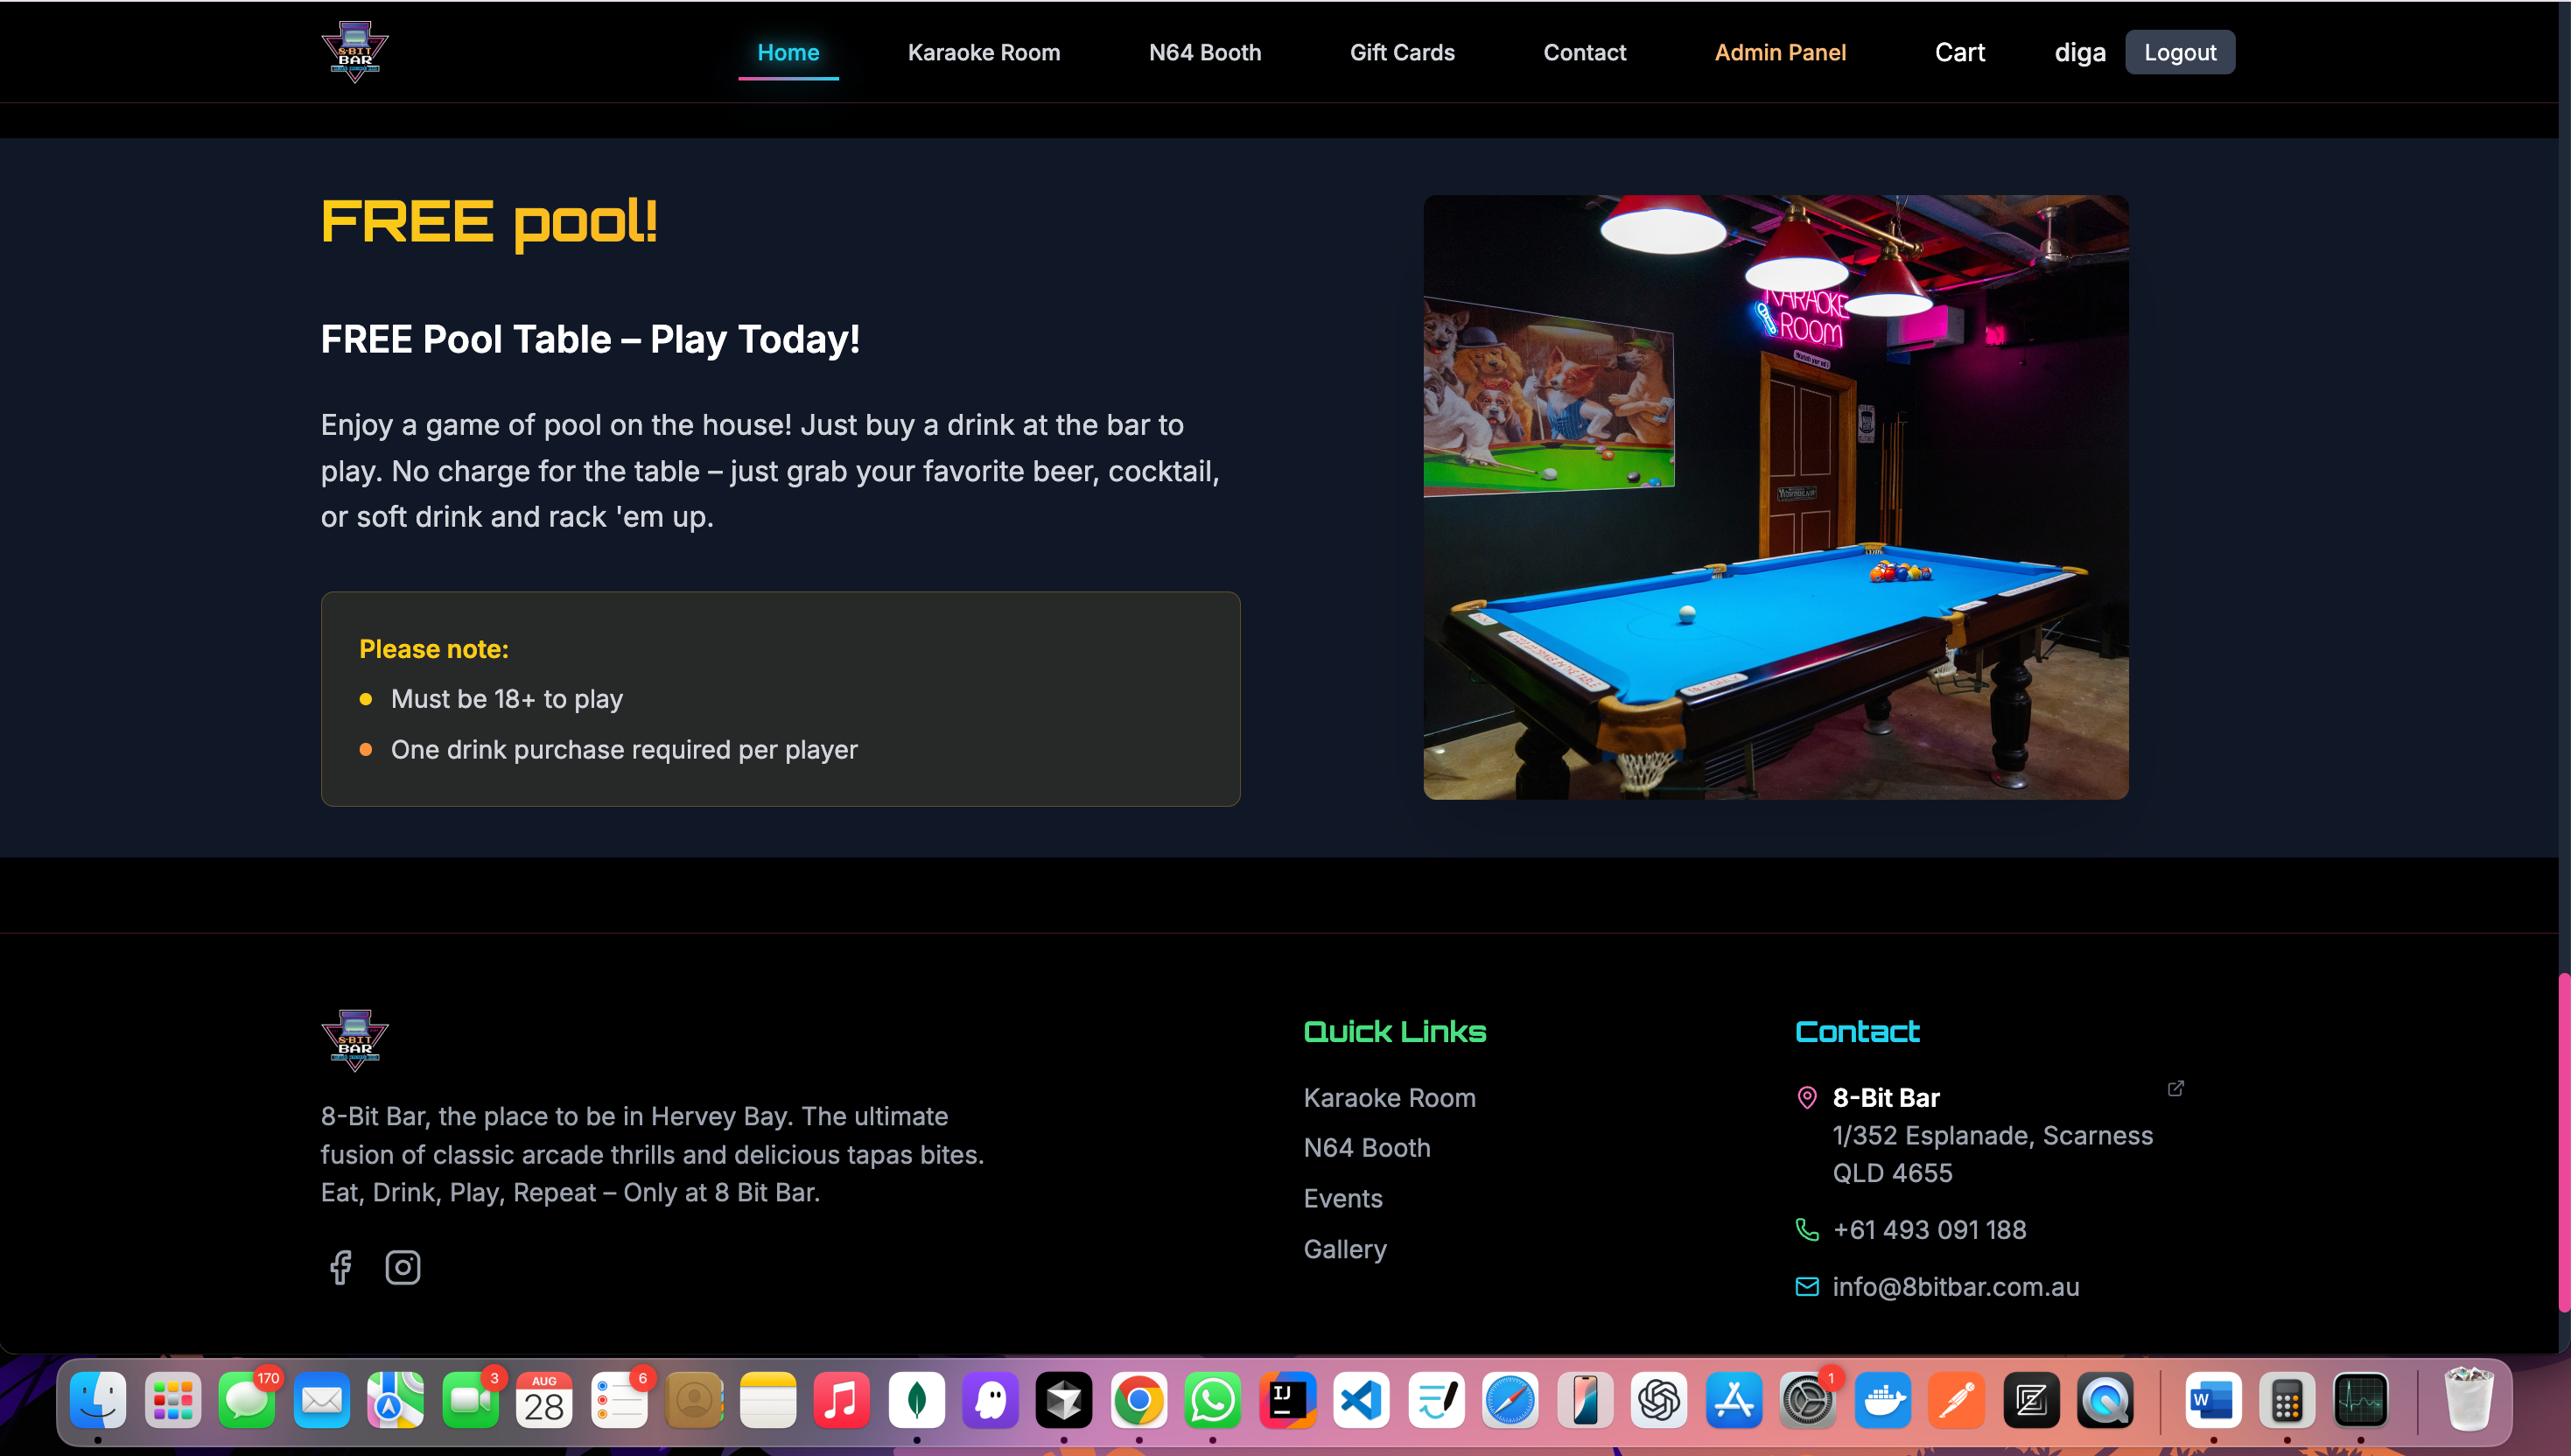 8-BIT
BAR
Home
Karaoke Room
N64 Booth
Gift Cards
Contact
Admin Panel
Cart
diga
Logout
FREE pool!
FREE Pool Table – Play Today!
Enjoy a game of pool on the house! Just buy a drink at the bar to
play. No charge for the table – just grab your favorite beer, cocktail,
or soft drink and rack 'em up.
Please note:
Must be 18+ to play
One drink purchase required per player
KARAOKE
ROOM
8-BIT
BAR
8-Bit Bar, the place to be in Hervey Bay. The ultimate
fusion of classic arcade thrills and delicious tapas bites.
Eat, Drink, Play, Repeat – Only at 8 Bit Bar.
Quick Links
Karaoke Room
N64 Booth
Events
Gallery
Contact
8-Bit Bar
1/352 Esplanade, Scarness
QLD 4655
+61 493 091 188
info@8bitbar.com.au
170
3
AUG
28
6
IJ
1
W